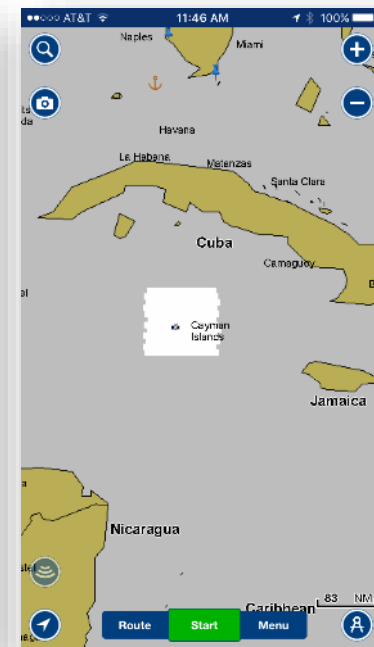 AT&T 11:46 AM 100%
Naples
Miami
Havana
La Habana
Matanzas
Santa Clara
Cuba
Camaguey
Cayman
Islands
Jamaica
Nicaragua
83 NM
Caribbean
Route Start Menu